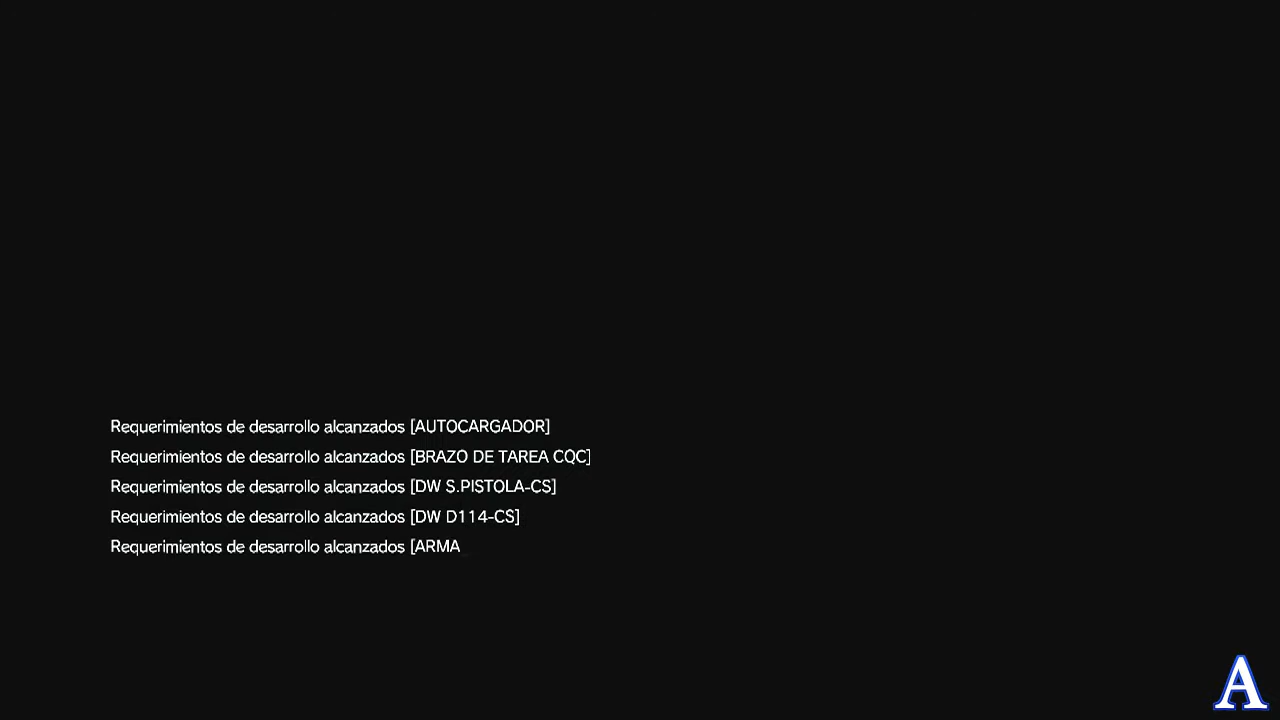 Requerimientos de desarrollo alcanzados [AUTOCARGADOR]
Requerimientos de desarrollo alcanzados [BRAZO DE TAREA CQC]
Requerimientos de desarrollo alcanzados [DW S.PISTOLA-CS]
Requerimientos de desarrollo alcanzados [DW D114-CS]
Requerimientos de desarrollo alcanzados [ARMA
A